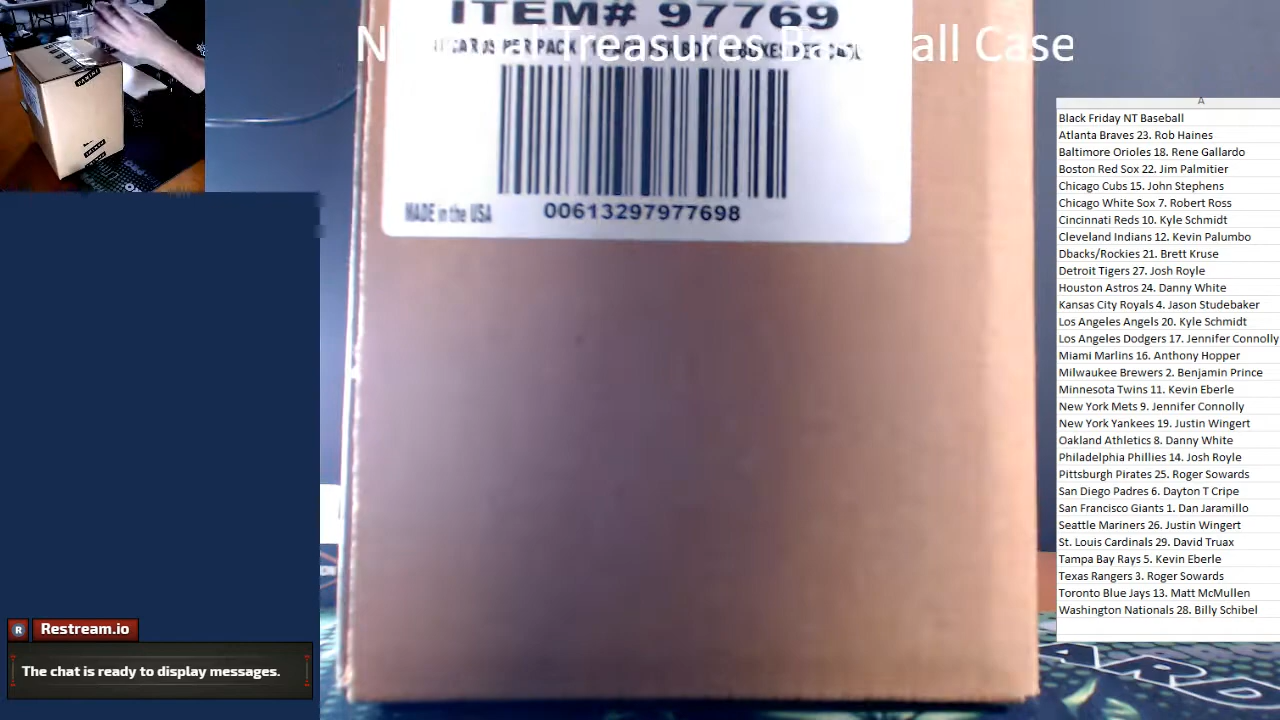 ITEM# 97769
National Treasures Baseball Case
MADE in the USA
00613297977698
PANINI
A
Black Friday NT Baseball
Atlanta Braves 23. Rob Haines
Baltimore Orioles 18. Rene Gallardo
Boston Red Sox 22. Jim Palmitier
Chicago Cubs 15. John Stephens
Chicago White Sox 7. Robert Ross
Cincinnati Reds 10. Kyle Schmidt
Cleveland Indians 12. Kevin Palumbo
Dbacks/Rockies 21. Brett Kruse
Detroit Tigers 27. Josh Royle
Houston Astros 24. Danny White
Kansas City Royals 4. Jason Studebaker
Los Angeles Angels 20. Kyle Schmidt
Los Angeles Dodgers 17. Jennifer Connolly
Miami Marlins 16. Anthony Hopper
Milwaukee Brewers 2. Benjamin Prince
Minnesota Twins 11. Kevin Eberle
New York Mets 9. Jennifer Connolly
New York Yankees 19. Justin Wingert
Oakland Athletics 8. Danny White
Philadelphia Phillies 14. Josh Royle
Pittsburgh Pirates 25. Roger Sowards
San Diego Padres 6. Dayton T Cripe
San Francisco Giants 1. Dan Jaramillo
Seattle Mariners 26. Justin Wingert
St. Louis Cardinals 29. David Truax
Tampa Bay Rays 5. Kevin Eberle
Texas Rangers 3. Roger Sowards
Toronto Blue Jays 13. Matt McMullen
Washington Nationals 28. Billy Schibel
R Restream.io
The chat is ready to display messages.